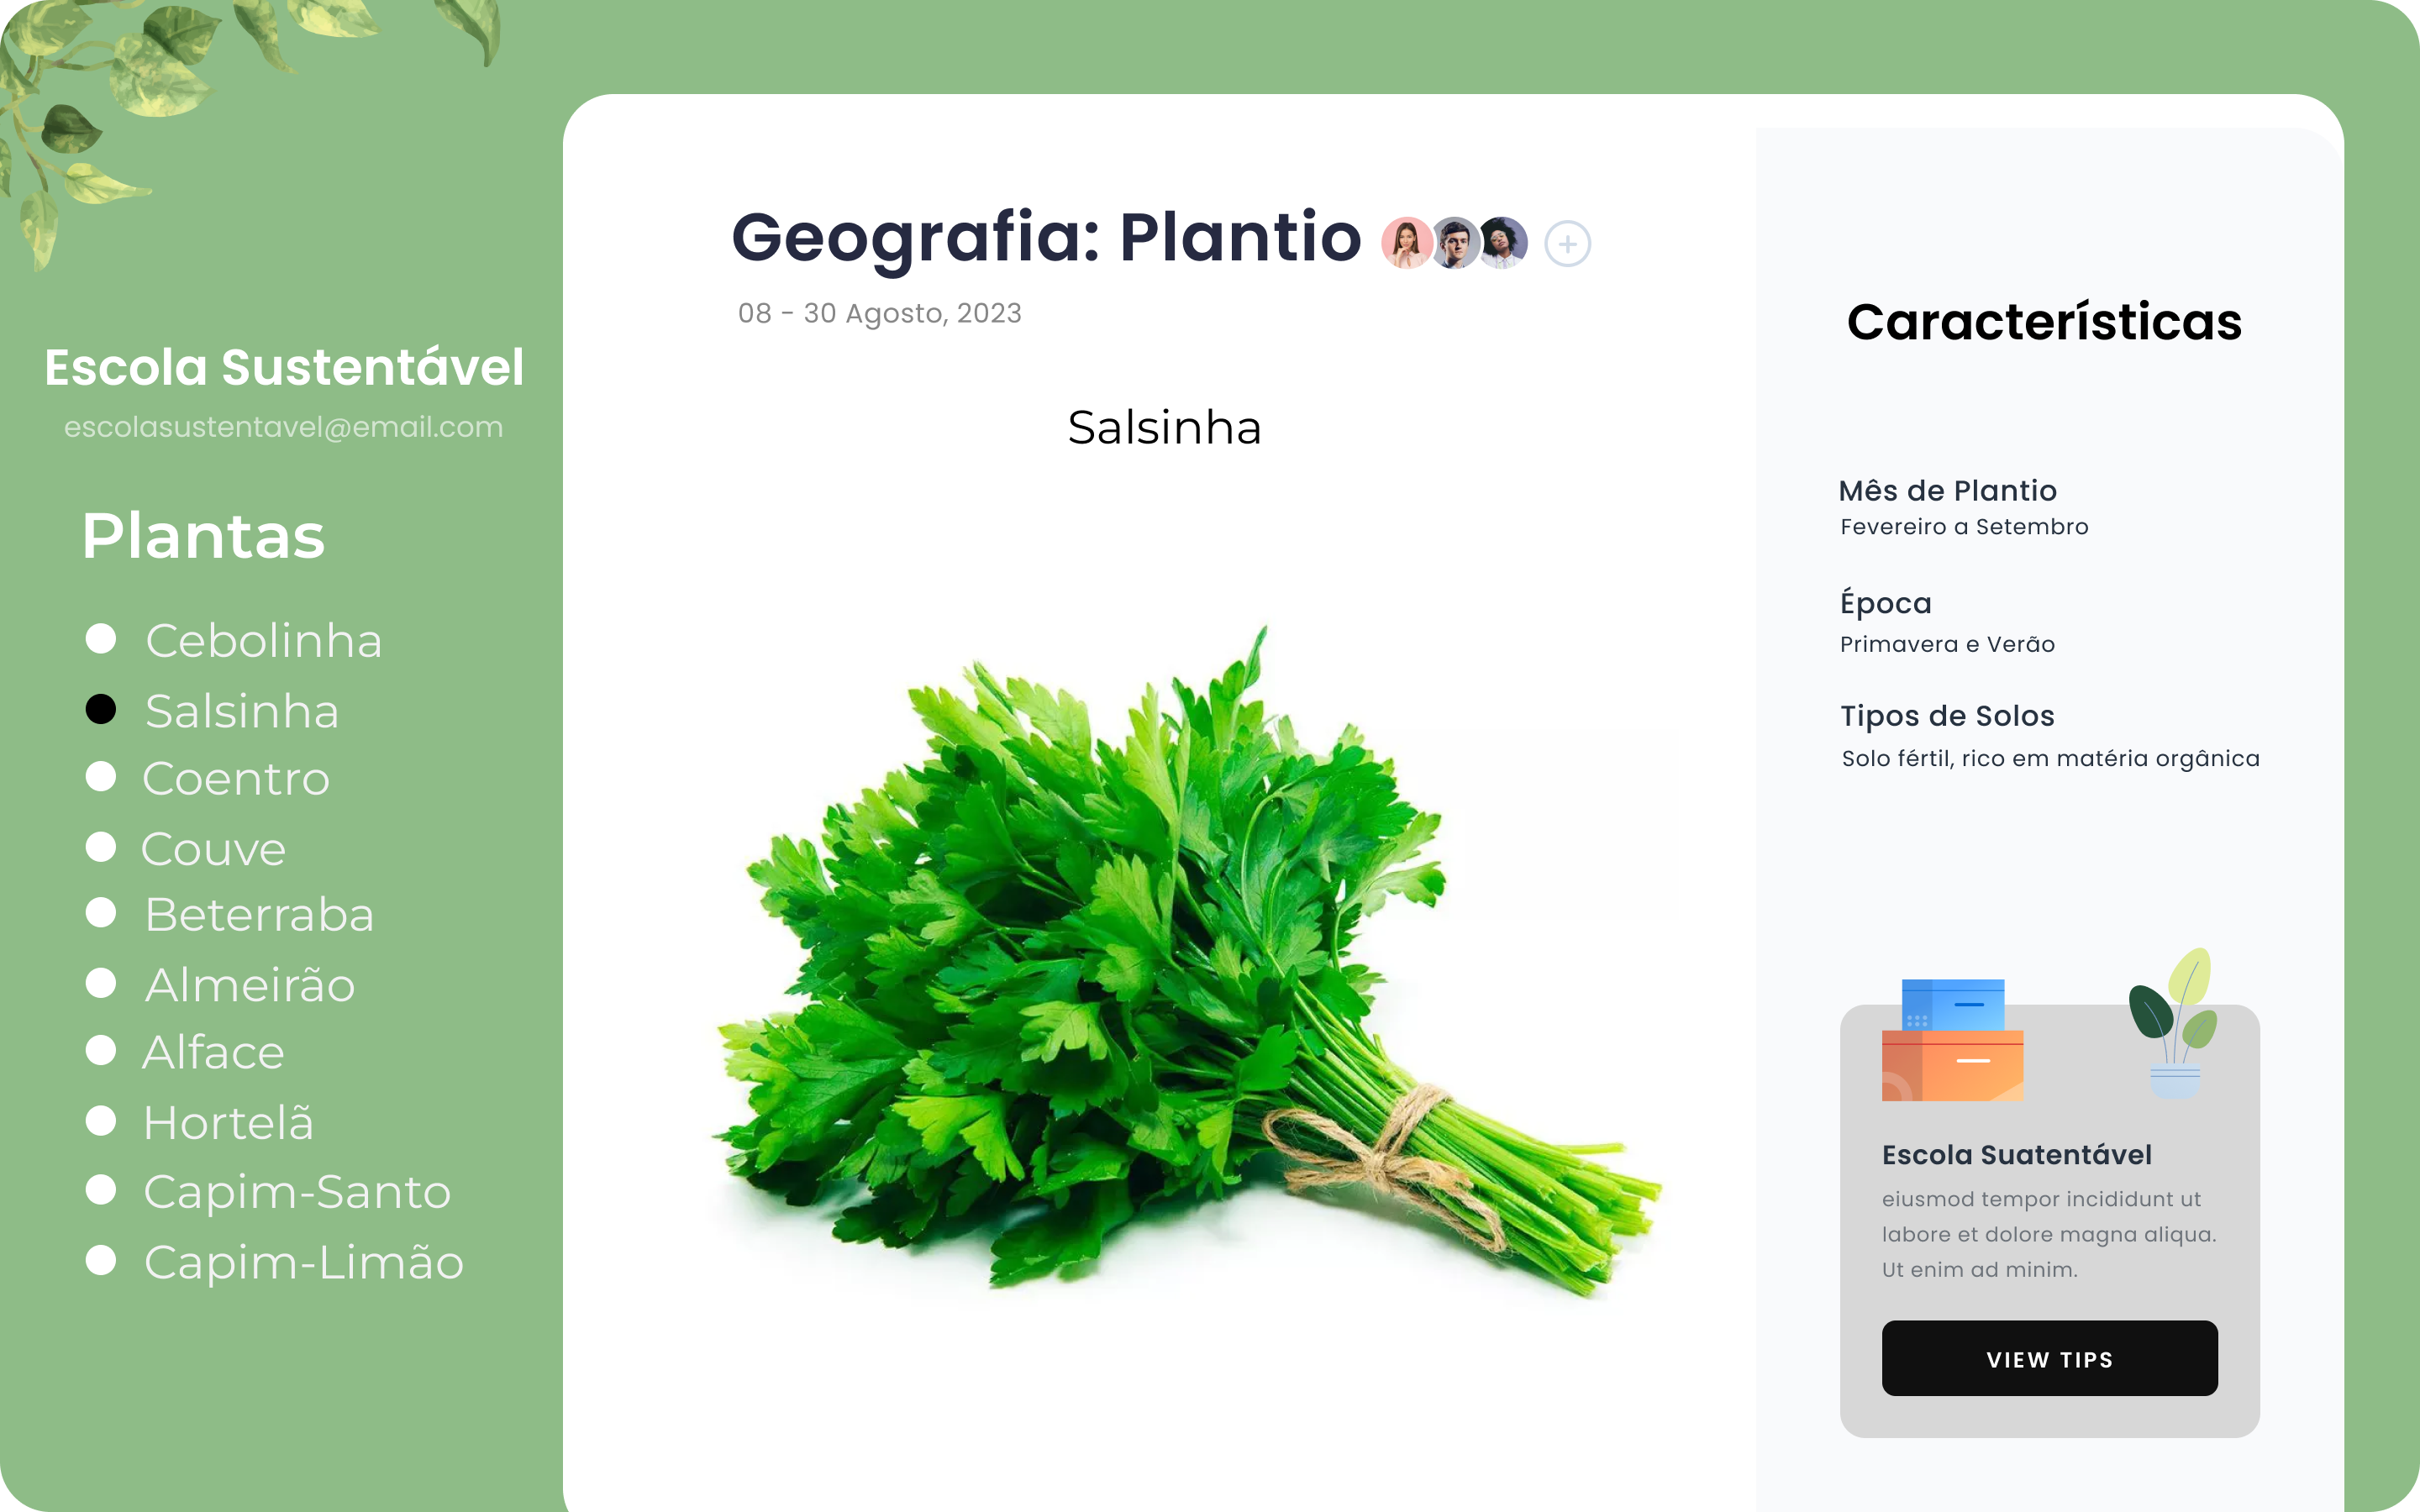 Escola Sustentável
escolasustentavel@email.com
Plantas
Cebolinha
Salsinha
Coentro
Couve
Beterraba
Almeirão
Alface
Hortelã
Capim-Santo
Capim-Limão
Geografia: Plantio
08 - 30 Agosto, 2023
Salsinha
Características
Mês de Plantio
Fevereiro a Setembro
Época
Primavera e Verão
Tipos de Solos
Solo fértil, rico em matéria orgânica
Escola Suatentável
eiusmod tempor incididunt ut
labore et dolore magna aliqua.
Ut enim ad minim.
VIEW TIPS